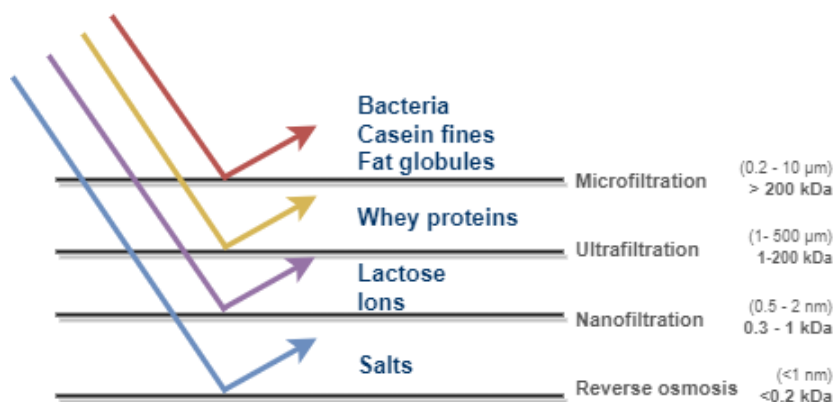 Bacteria
Casein fines
Fat globules
Microfiltration
(0.2 - 10 µm)
> 200 kDa
Whey proteins
Ultrafiltration
(1- 500 µm)
1-200 kDa
Lactose
Ions
Nanofiltration
(0.5 - 2 nm)
0.3 - 1 kDa
Salts
Reverse osmosis
(<1 nm)
<0.2 kDa